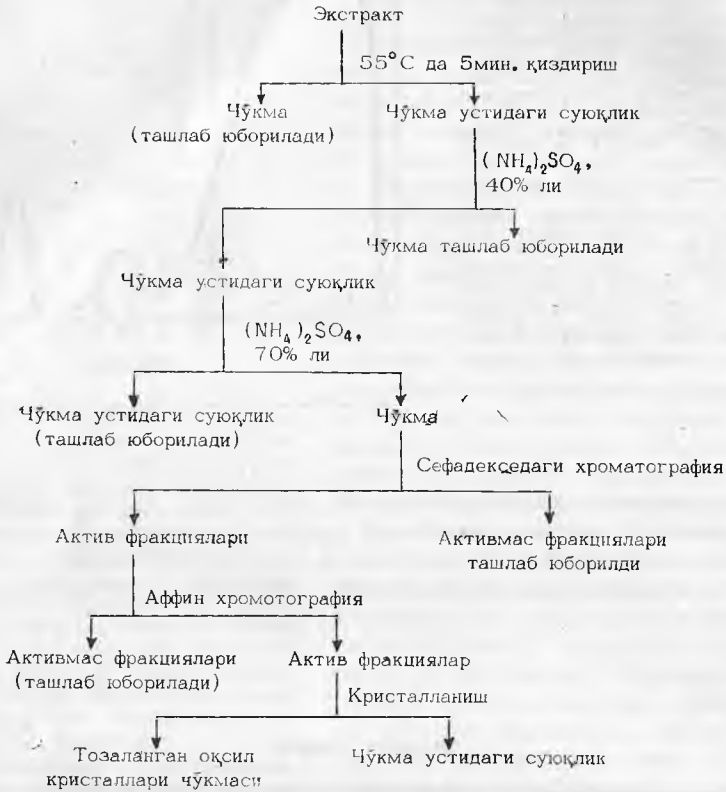 Экстракт
55°C да 5мин. қиздириш
Чўкма
(ташлаб юборилади)
Чўкма устидаги суюқлик
(NH₄)₂SO₄,
40% ли
Чўкма ташлаб юборилади
Чўкма устидаги суюқлик
(NH₄)₂SO₄,
70% ли
Чўкма устидаги суюқлик
(ташлаб юборилади)
Чўкма
Сефадекседаги хроматография
Актив фракциялари
Активмас фракциялари
ташлаб юборилди
Аффин хромотография
Активмас фракциялари
(ташлаб юборилади)
Актив фракциялар
Кристалланиш
Тозаланган оқсил
кристаллари чўкмаси
Чўкма устидаги суюқлик